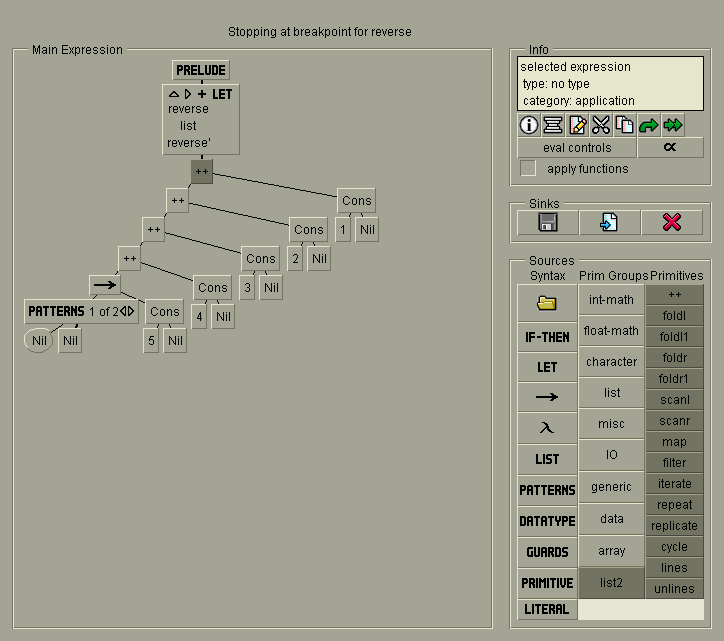 Stopping at breakpoint for reverse
Main Expression
PRELUDE
+ LET
reverse
list
reverse'
++
++
Cons
++
Cons
1 Nil
++
Cons
2 Nil
→
Cons
3 Nil
PATTERNS 1 of 2
Cons
4 Nil
Nil Nil
5 Nil
Info
selected expression
type: no type
category: application
eval controls
∝
apply functions
Sinks
Sources
Syntax Prim Groups Primitives
IF-THEN
LET
→
λ
LIST
PATTERNS
DATATYPE
GUARDS
PRIMITIVE
LITERAL
int-math
float-math
character
list
misc
IO
generic
data
array
list2
++
foldl
foldl1
foldr
foldr1
scanl
scanr
map
filter
iterate
repeat
replicate
cycle
lines
unlines